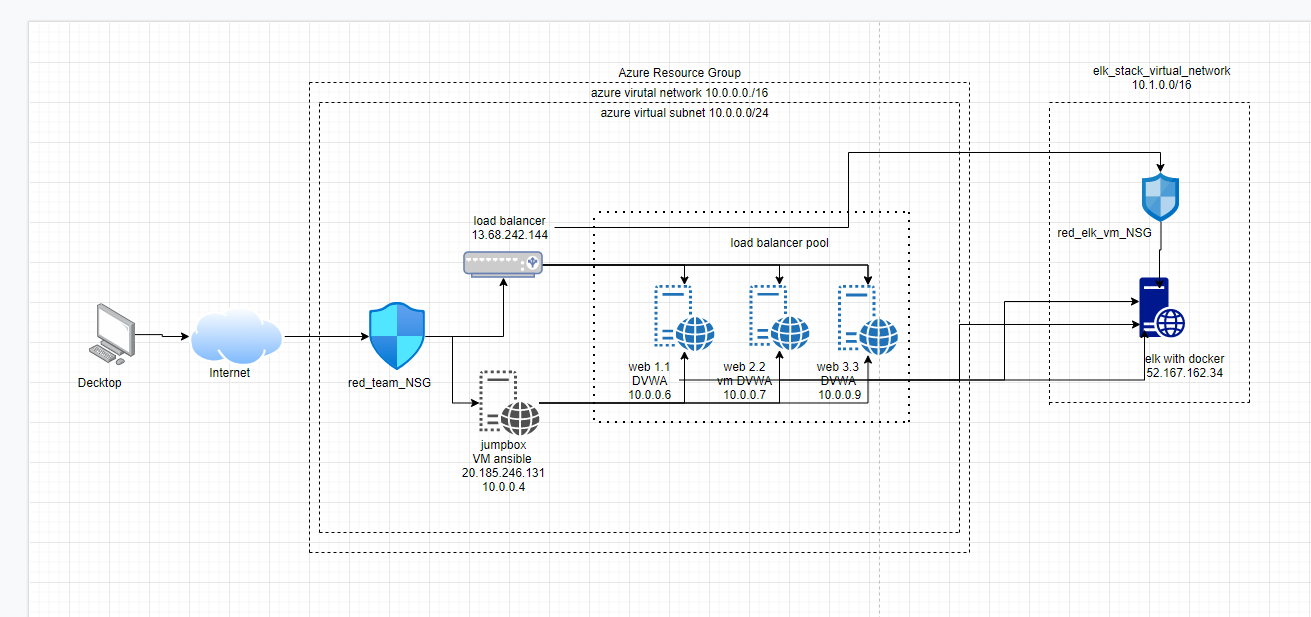 Azure Resource Group
azure virutal network 10.0.0.0./16
azure virtual subnet 10.0.0.0/24
elk_stack_virtual_network
10.1.0.0/16
load balancer
13.68.242.144
load balancer pool
red_elk_vm_NSG
Decktop
Internet
red_team_NSG
web 1.1
DVWA
10.0.0.6
web 2.2
vm DVWA
10.0.0.7
web 3.3
DVWA
10.0.0.9
elk with docker
52.167.162.34
jumpbox
VM ansible
20.185.246.131
10.0.0.4